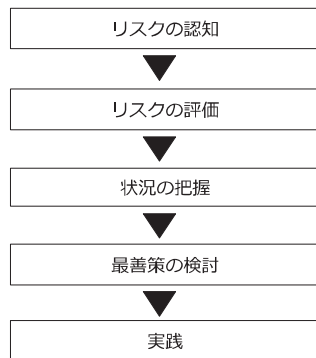 リスクの認知
リスクの評価
状況の把握
最善策の検討
実践